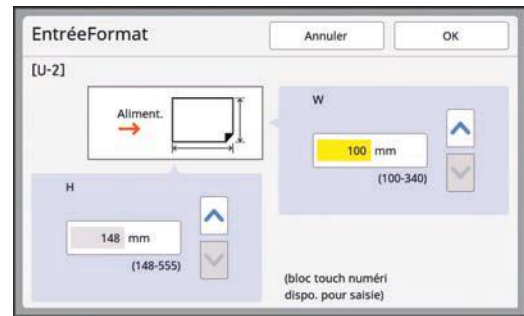 EntréeFormat
Annuler
OK
[U-2]
Aliment.
W
100 mm
(100-340)
H
148 mm
(148-555)
(bloc touch numéri
dispo. pour saisie)